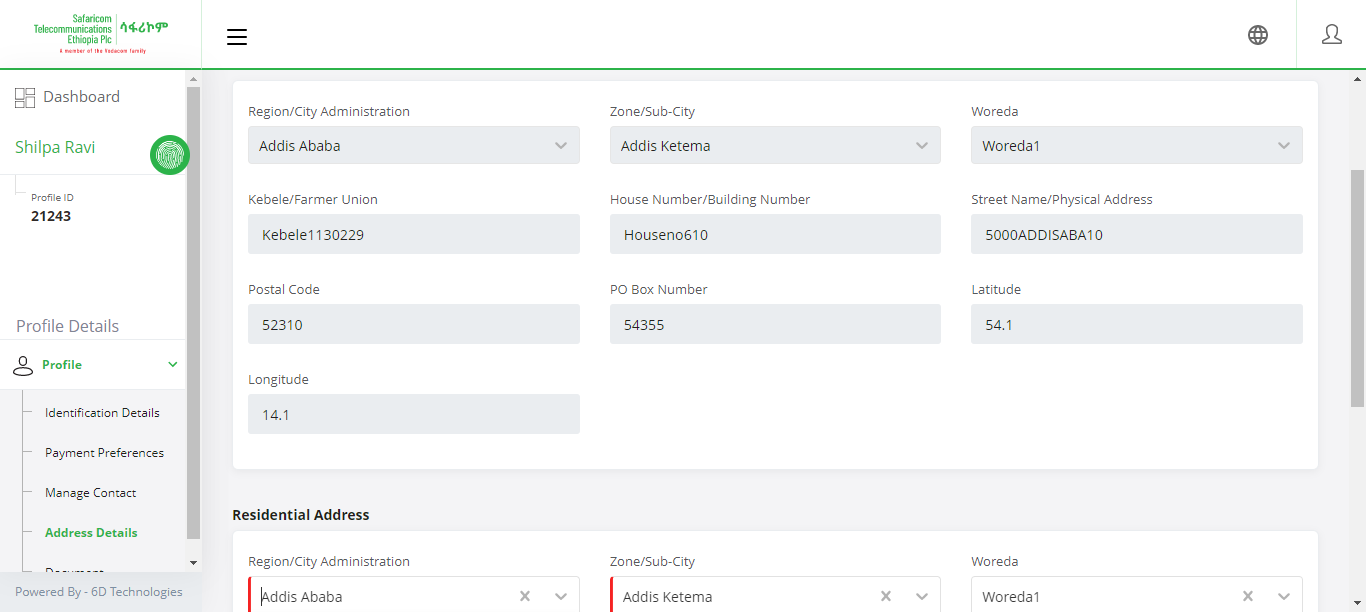 Safaricom
Telecommunications
Ethiopia Plc
ሳፋሪኮም
A member of the Vodacom family
Dashboard
Shilpa Ravi
Profile ID
21243
Profile Details
Profile
Identification Details
Payment Preferences
Manage Contact
Address Details
Document
Powered By - 6D Technologies
Region/City Administration Zone/Sub-City Woreda
Addis Ababa Addis Ketema Woreda1
Kebele/Farmer Union House Number/Building Number Street Name/Physical Address
Kebele1130229 Houseno610 5000ADDISABA10
Postal Code PO Box Number Latitude
52310 54355 54.1
Longitude
14.1
Residential Address
Region/City Administration Zone/Sub-City Woreda
Addis Ababa Addis Ketema Woreda1